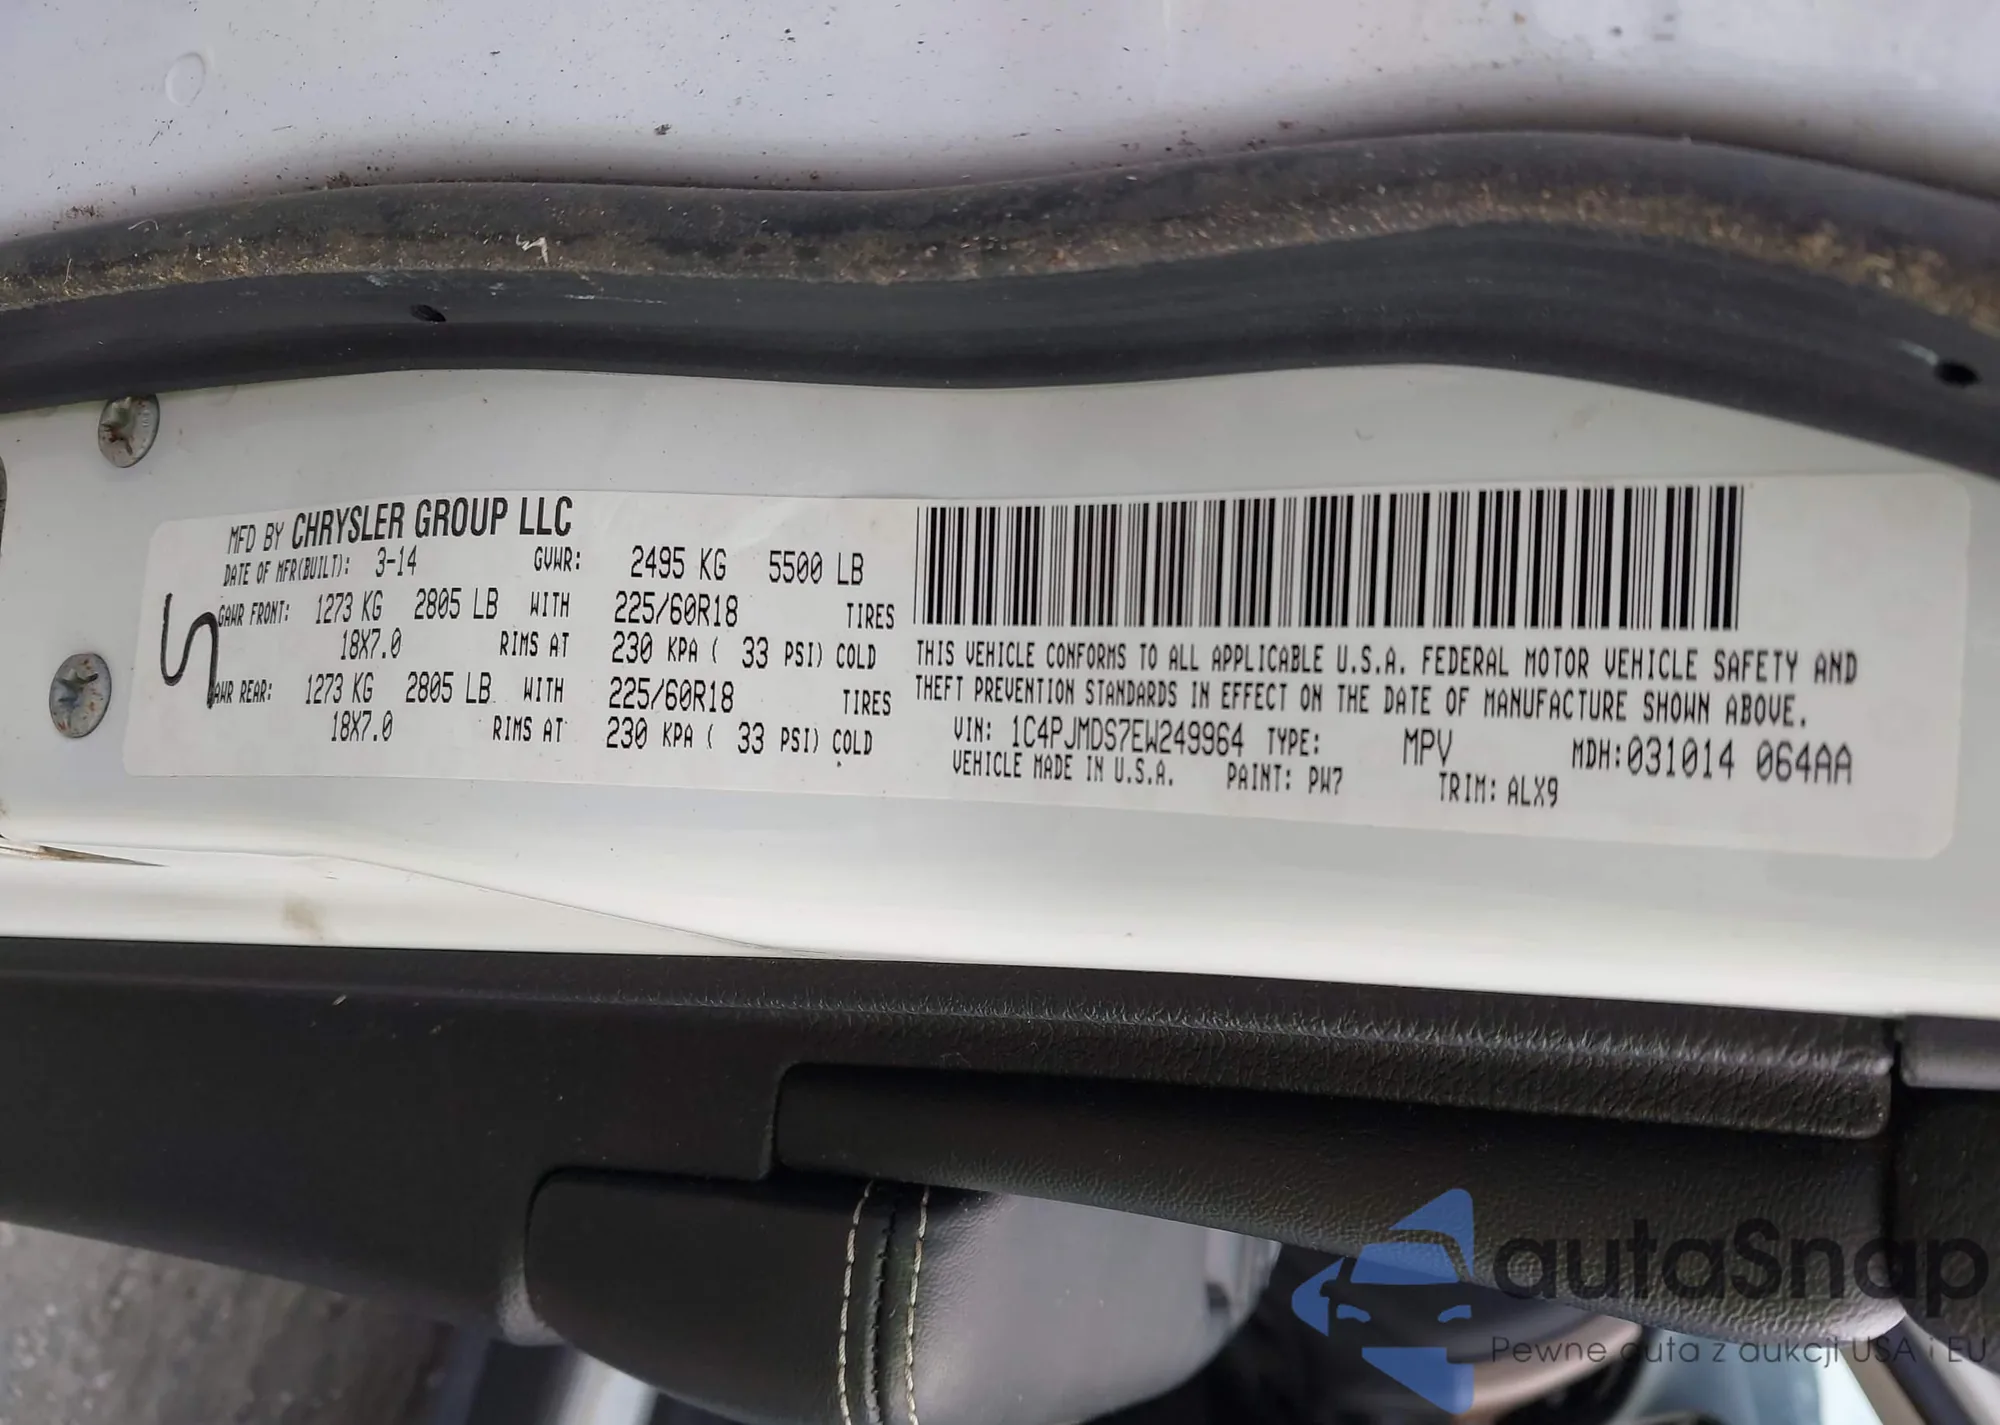 MFD BY CHRYSLER GROUP LLC
DATE OF MFR(BUILT): 3-14 GVWR: 2495 KG 5500 LB
GAWR FRONT: 1273 KG 2805 LB WITH 225/60R18 TIRES
18X7.0 RIMS AT 230 KPA ( 33 PSI) COLD
GAWR REAR: 1273 KG 2805 LB WITH 225/60R18 TIRES
18X7.0 RIMS AT 230 KPA ( 33 PSI) COLD
5
THIS VEHICLE CONFORMS TO ALL APPLICABLE U.S.A. FEDERAL MOTOR VEHICLE SAFETY AND
THEFT PREVENTION STANDARDS IN EFFECT ON THE DATE OF MANUFACTURE SHOWN ABOVE.
VIN: 1C4PJMDS7EW249964 TYPE: MPV MDH:031014 064AA
VEHICLE MADE IN U.S.A. PAINT: PW7 TRIM: ALX9
autaSnap
Pewne auta z aukcji USA i EU